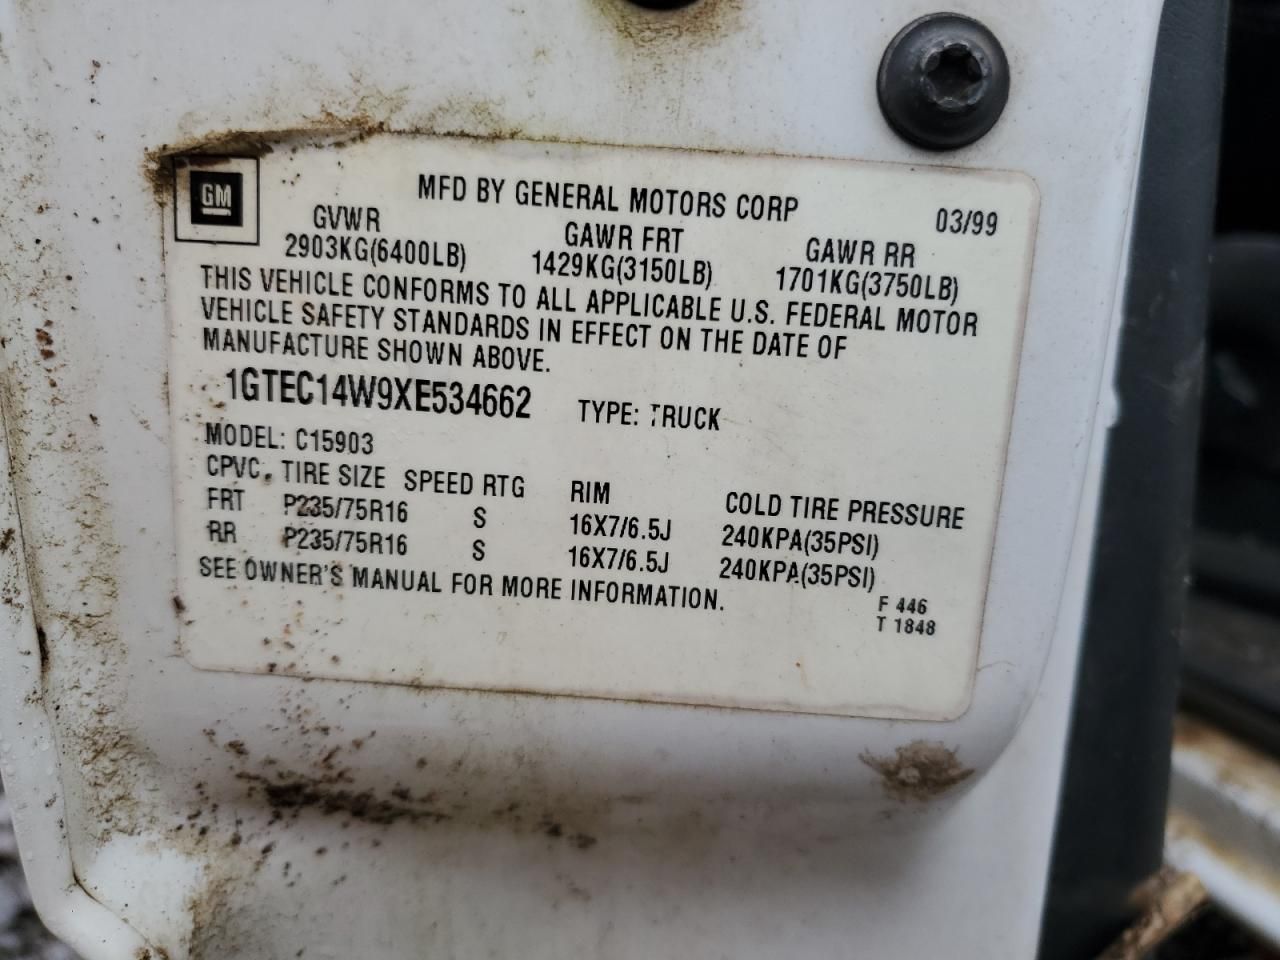 GM
MFD BY GENERAL MOTORS CORP 03/99
GVWR GAWR FRT GAWR RR
2903KG(6400LB) 1429KG(3150LB) 1701KG(3750LB)
THIS VEHICLE CONFORMS TO ALL APPLICABLE U.S. FEDERAL MOTOR
VEHICLE SAFETY STANDARDS IN EFFECT ON THE DATE OF
MANUFACTURE SHOWN ABOVE.
1GTEC14W9XE534662 TYPE: TRUCK
MODEL: C15903
CPVC. TIRE SIZE SPEED RTG RIM COLD TIRE PRESSURE
FRT P235/75R16 S 16X7/6.5J 240KPA(35PSI)
RR P235/75R16 S 16X7/6.5J 240KPA(35PSI)
SEE OWNER'S MANUAL FOR MORE INFORMATION.
F 446
T 1848